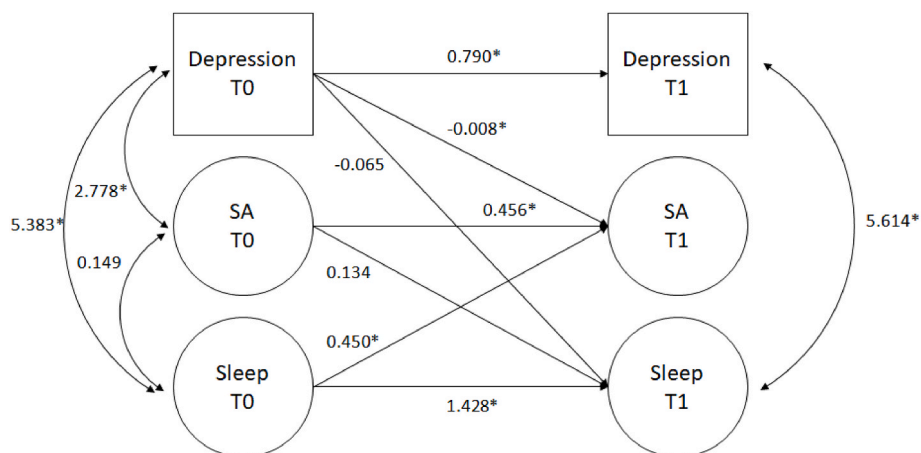 Depression
T0
0.790*
Depression
T1
-0.008*
-0.065
2.778*
5.383*
SA
T0
0.456*
SA
T1
5.614*
0.149
0.134
0.450*
Sleep
T0
1.428*
Sleep
T1